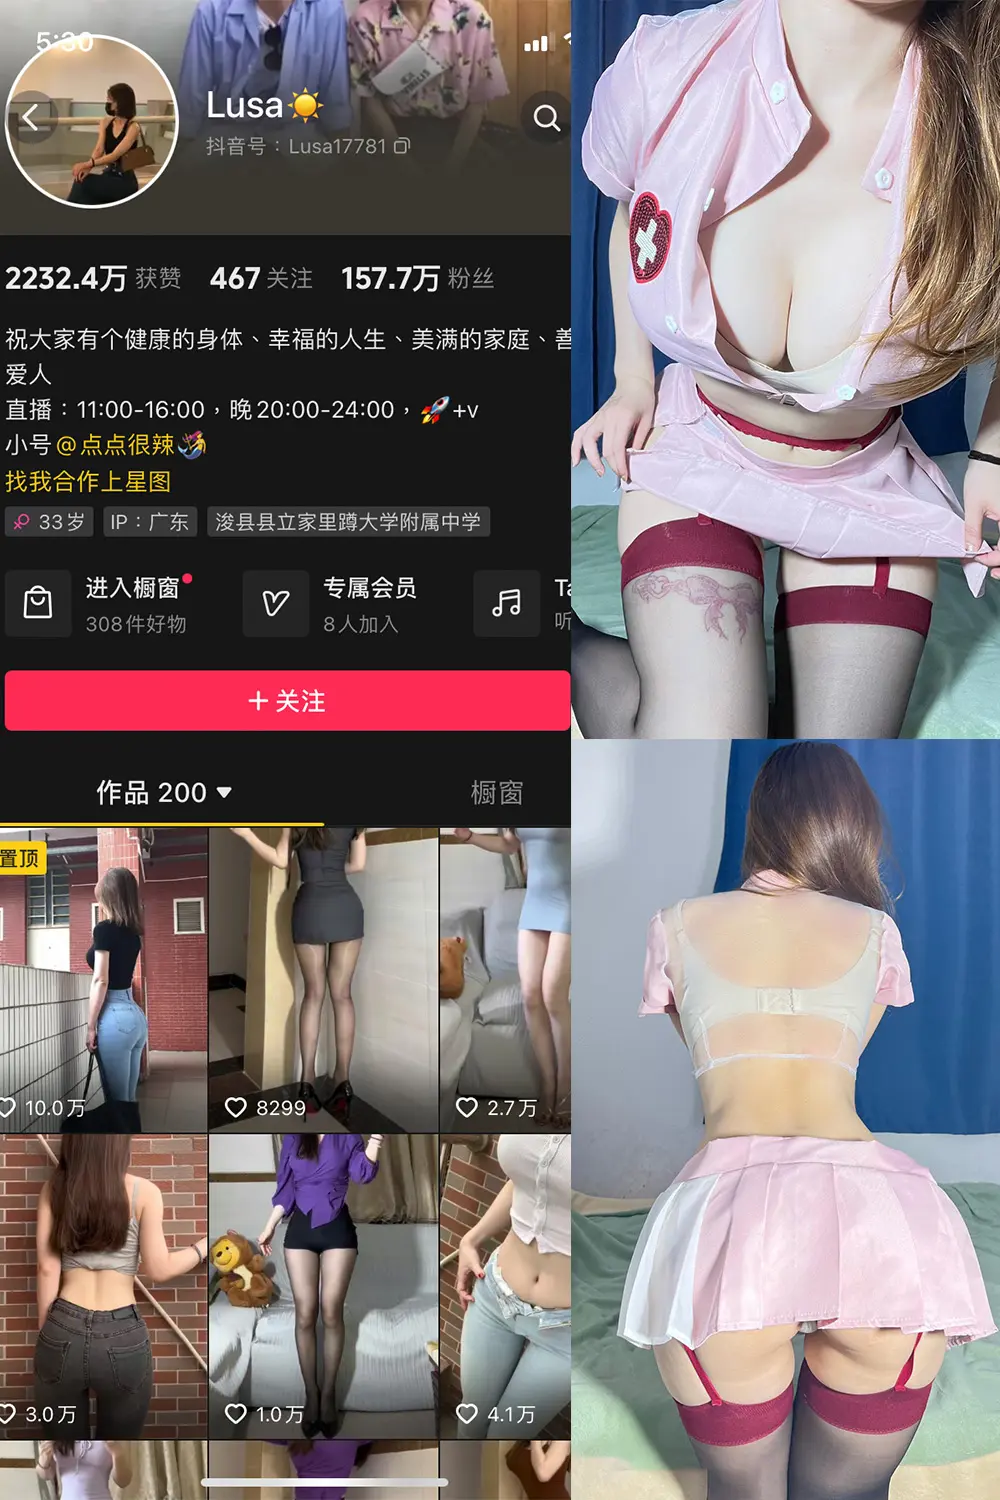 5:30
Lusa☀️
抖音号：Lusa17781
2232.4万 获赞 467 关注 157.7万 粉丝
祝大家有个健康的身体、幸福的人生、美满的家庭、善
爱人
直播：11:00-16:00，晚20:00-24:00，🚀+v
小号@点点很辣🧜‍♀️
找我合作上星图
♀ 33岁 IP：广东 浚县县立家里蹲大学附属中学
进入橱窗 专属会员 Ta
308件好物 8人加入 听
+ 关注
作品 200 ▼ 橱窗
置顶
10.0万 8299 2.7万
3.0万 1.0万 4.1万